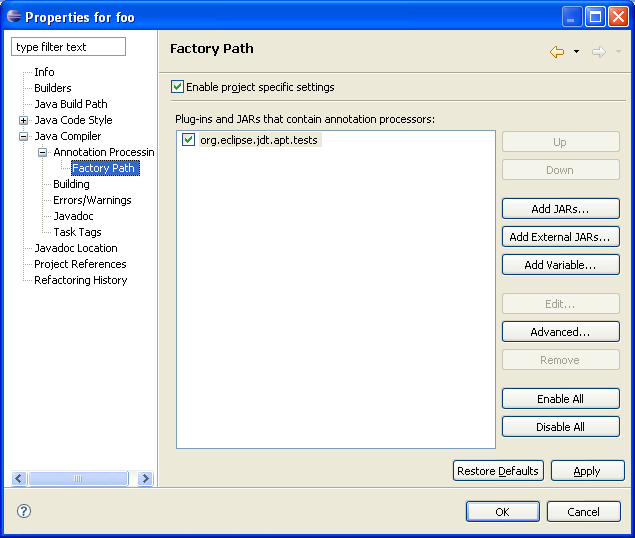 Properties for foo
type filter text
Info
Builders
Java Build Path
Java Code Style
Java Compiler
Annotation Processin
Factory Path
Building
Errors/Warnings
Javadoc
Task Tags
Javadoc Location
Project References
Refactoring History
Factory Path
Enable project specific settings
Plug-ins and JARs that contain annotation processors:
org.eclipse.jdt.apt.tests
Up
Down
Add JARs...
Add External JARs...
Add Variable...
Edit...
Advanced...
Remove
Enable All
Disable All
Restore Defaults
Apply
?
OK
Cancel